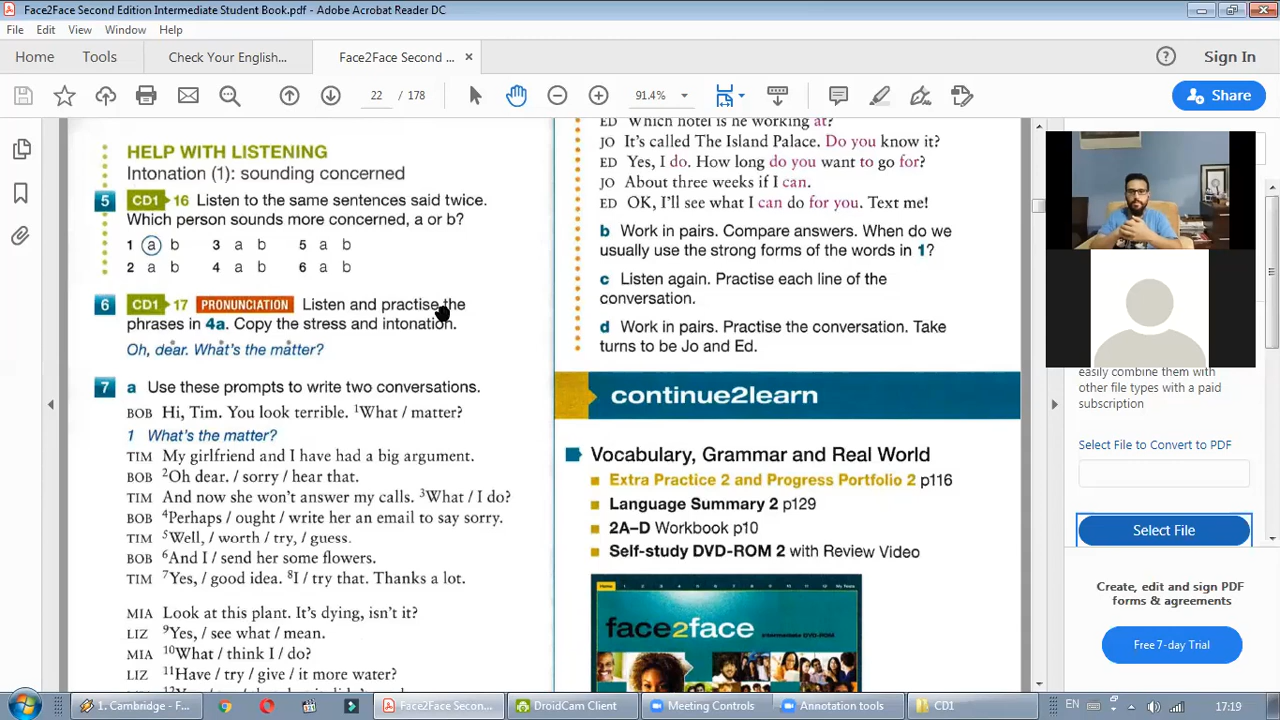 Face2Face Second Edition Intermediate Student Book.pdf - Adobe Acrobat Reader DC
File Edit View Window Help
Home Tools Check Your English... Face2Face Second ... × Sign In
22 / 178 91.4% Share
HELP WITH LISTENING
Intonation (1): sounding concerned
5 CD1 16 Listen to the same sentences said twice.
Which person sounds more concerned, a or b?
1 a b 3 a b 5 a b
2 a b 4 a b 6 a b
6 CD1 17 PRONUNCIATION Listen and practise the
phrases in 4a. Copy the stress and intonation.
Oh, dear. What's the matter?
7 a Use these prompts to write two conversations.
BOB Hi, Tim. You look terrible. 1What / matter?
1 What's the matter?
TIM My girlfriend and I have had a big argument.
BOB 2Oh dear. / sorry / hear that.
TIM And now she won't answer my calls. 3What / I do?
BOB 4Perhaps / ought / write her an email to say sorry.
TIM 5Well, / worth / try, / guess.
BOB 6And I / send her some flowers.
TIM 7Yes, / good idea. 8I / try that. Thanks a lot.
MIA Look at this plant. It's dying, isn't it?
LIZ 9Yes, / see what / mean.
MIA 10What / think I / do?
LIZ 11Have / try / give / it more water?
ED Which hotel is he working at?
JO It's called The Island Palace. Do you know it?
ED Yes, I do. How long do you want to go for?
JO About three weeks if I can.
ED OK, I'll see what I can do for you. Text me!
b Work in pairs. Compare answers. When do we
usually use the strong forms of the words in 1?
c Listen again. Practise each line of the
conversation.
d Work in pairs. Practise the conversation. Take
turns to be Jo and Ed.
continue2learn
Vocabulary, Grammar and Real World
Extra Practice 2 and Progress Portfolio 2 p116
Language Summary 2 p129
2A–D Workbook p10
Self-study DVD-ROM 2 with Review Video
face2face
Intermediate DVD-ROM
easily combine them with
other file types with a paid
subscription
Select File to Convert to PDF
Select File
Create, edit and sign PDF
forms & agreements
Free 7-day Trial
1. Cambridge - F... Face2Face Secon... DroidCam Client Meeting Controls Annotation tools CD1 EN 17:19